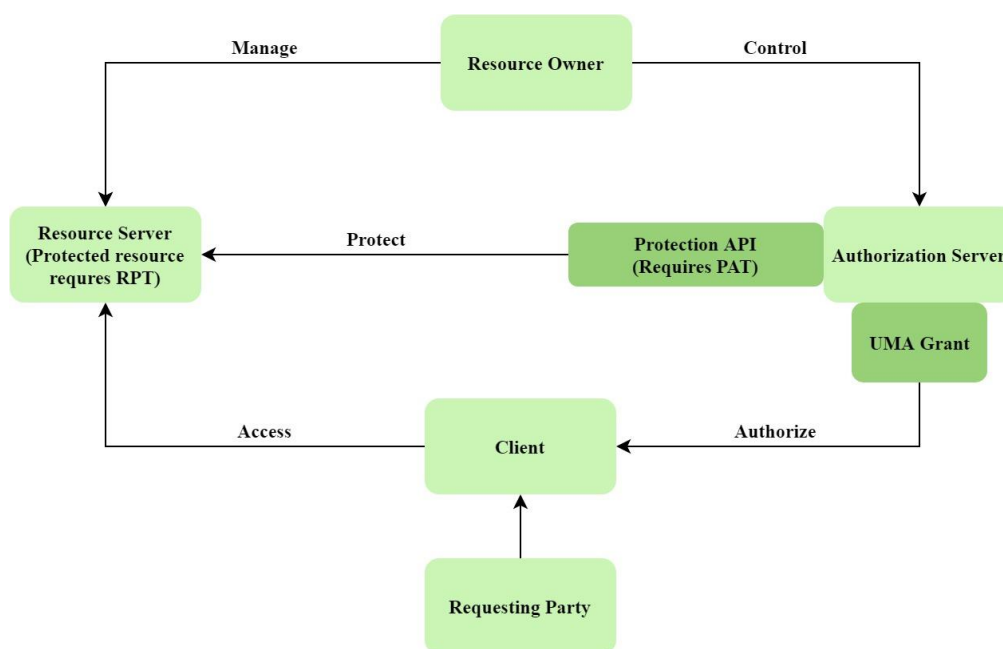 Manage
Resource Owner
Control
Resource Server
(Protected resource
requres RPT)
Protect
Protection API
(Requires PAT)
Authorization Server
UMA Grant
Access
Client
Authorize
Requesting Party